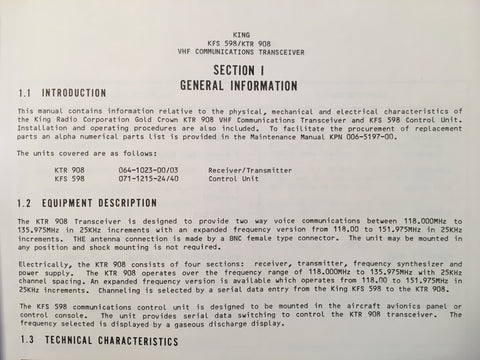 KING
KFS 598/KTR 908
VHF COMMUNICATIONS TRANSCEIVER
SECTION I
GENERAL INFORMATION
1.1 INTRODUCTION
This manual contains information relative to the physical, mechanical and electrical characteristics of
the King Radio Corporation Gold Crown KTR 908 VHF Communications Transceiver and KFS 598 Control Unit.
Installation and operating procedures are also included. To facilitate the procurement of replacement
parts an alpha numerical parts list is provided in the Maintenance Manual KPN 006-5197-00.
The units covered are as follows:
KTR 908 064-1023-00/03 Receiver/Transmitter
KFS 598 071-1215-24/40 Control Unit
1.2 EQUIPMENT DESCRIPTION
The KTR 908 Transceiver is designed to provide two way voice communications between 118.000MHz to
135.975MHz in 25KHz increments with an expanded frequency version from 118.00 to 151.975MHz in 25KHz
increments. THE antenna connection is made by a BNC female type connector. The unit may be mounted in
any position and shock mounting is not required.
Electrically, the KTR 908 consists of four sections: receiver, transmitter, frequency synthesizer and
power supply. The KTR 908 operates over the frequency range of 118.000MHz to 135.975MHz with 25KHz
channel spacing. An expanded frequency version is available which operates from 118.00 to 151.975MHz in
25KHz increments. Channeling is selected by a serial data entry from the King KFS 598 to the KTR 908.
The KFS 598 communications control unit is designed to be mounted in the aircraft avionics panel or
control console. The unit provides serial data switching to control the KTR 908 transceiver. The
frequency selected is displayed by a gaseous discharge display.
1.3 TECHNICAL CHARACTERISTICS